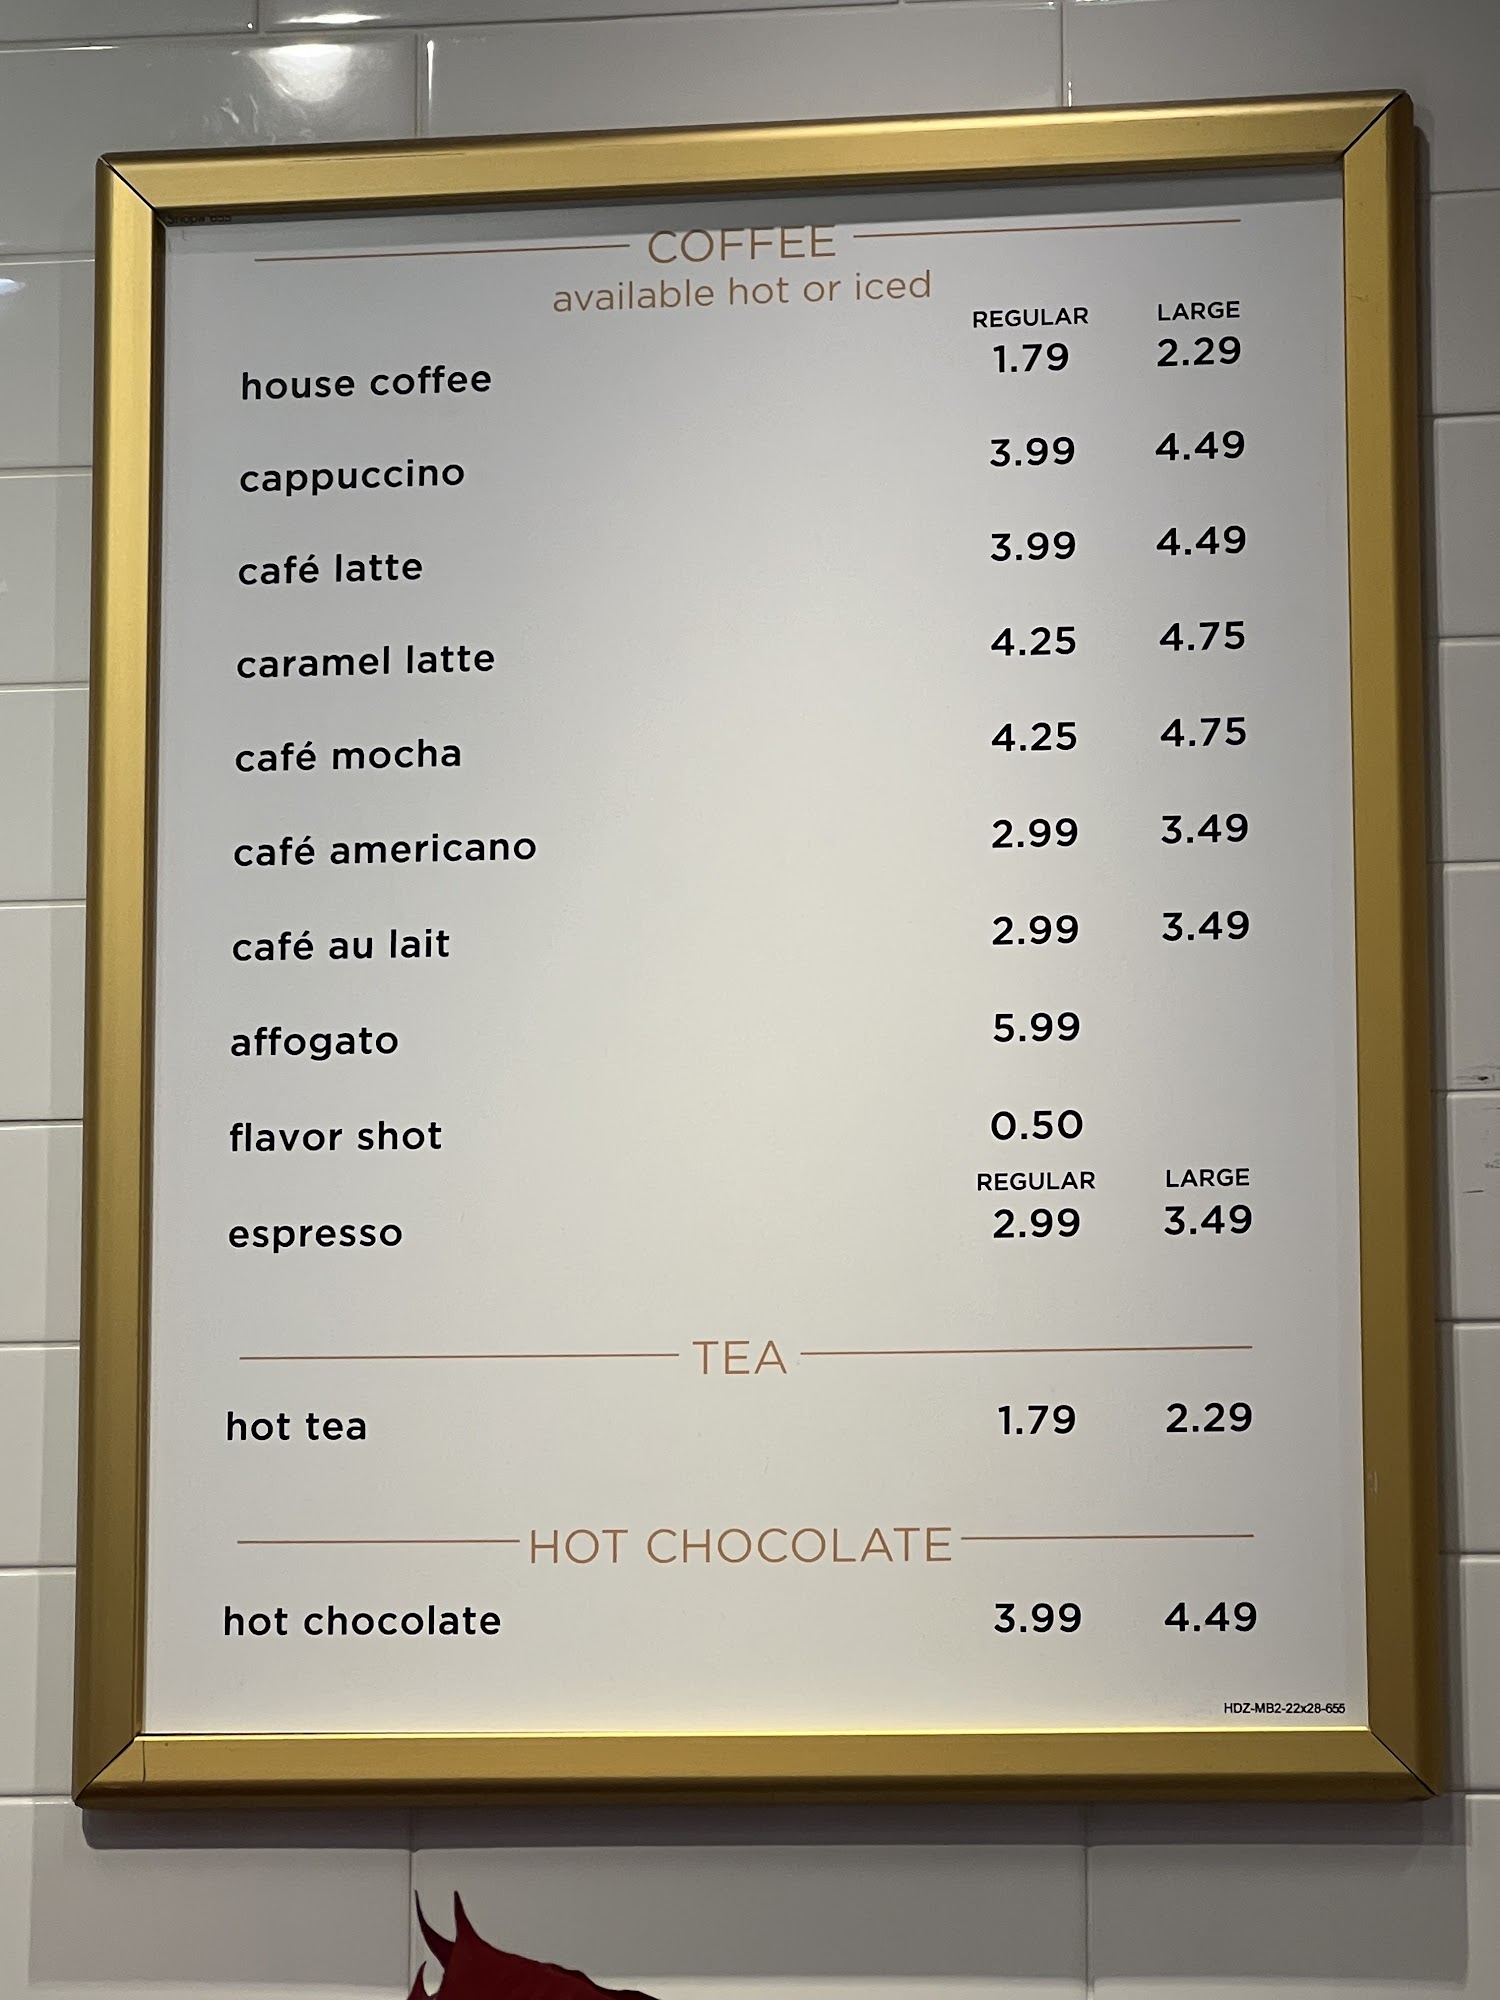 COFFEE
available hot or iced
REGULAR LARGE
house coffee 1.79 2.29
cappuccino 3.99 4.49
café latte 3.99 4.49
caramel latte 4.25 4.75
café mocha 4.25 4.75
café americano 2.99 3.49
café au lait 2.99 3.49
affogato 5.99
flavor shot 0.50
REGULAR LARGE
espresso 2.99 3.49
TEA
hot tea 1.79 2.29
HOT CHOCOLATE
hot chocolate 3.99 4.49
HDZ-MB2-22x28-655